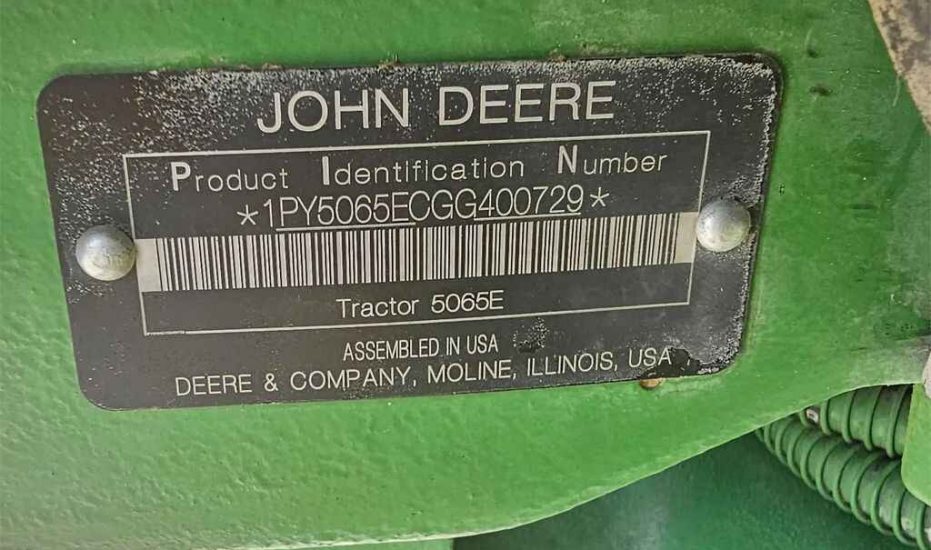 JOHN DEERE
Product Identification Number
*1PY5065ECGG400729*
Tractor 5065E
ASSEMBLED IN USA
DEERE & COMPANY, MOLINE, ILLINOIS, USA